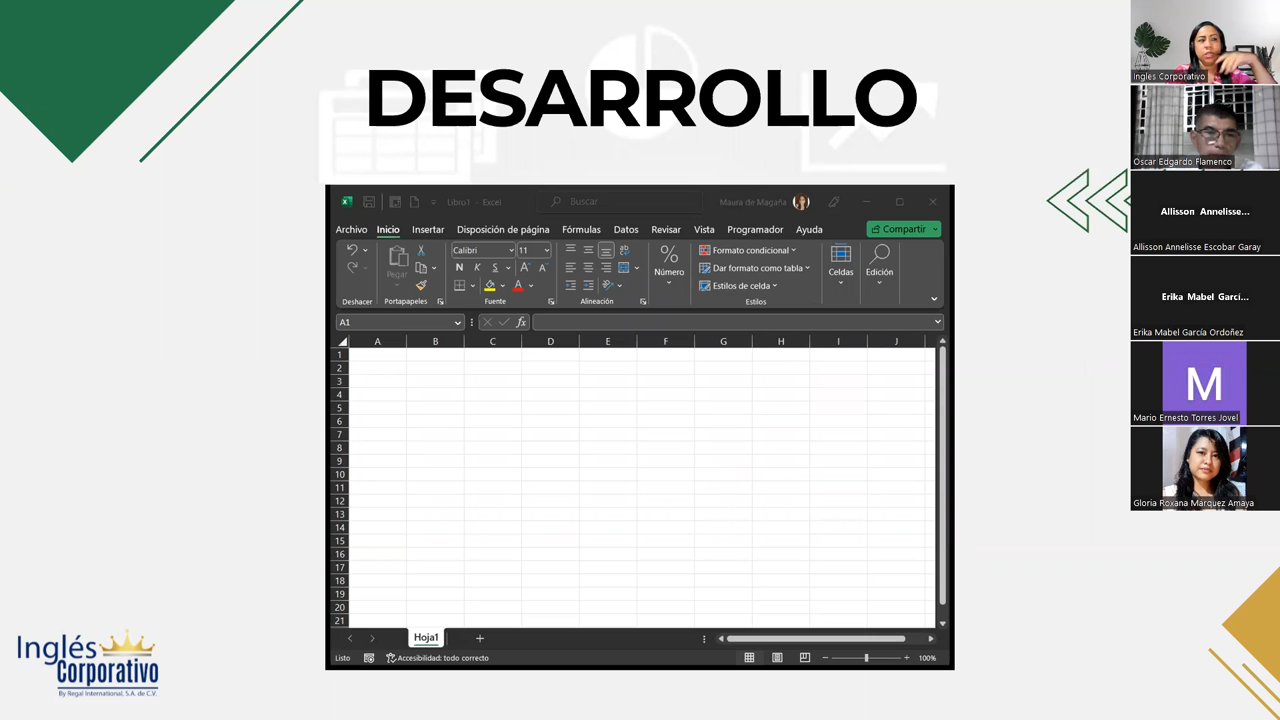 DESARROLLO
Libro1 - Excel
Buscar
Maura de Magaña
Archivo Inicio Insertar Disposición de página Fórmulas Datos Revisar Vista Programador Ayuda
Compartir
Pegar
Calibri 11
N K S
A A
A
ab
%
Número
Formato condicional
Dar formato como tabla
Estilos de celda
Celdas
Edición
Deshacer Portapapeles Fuente Alineación Estilos
A1
fx
A B C D E F G H I J
1
2
3
4
5
6
7
8
9
10
11
12
13
14
15
16
17
18
19
20
21
Hoja1
Listo
Accesibilidad: todo correcto
100%
Inglés
Corporativo
By Regal International, S.A. de C.V.
Ingles Corporativo
Oscar Edgardo Flamenco
Allisson Annelisse...
Allisson Annelisse Escobar Garay
Erika Mabel Garcí...
Erika Mabel García Ordoñez
M
Mario Ernesto Torres Jovel
Gloria Roxana Marquez Amaya